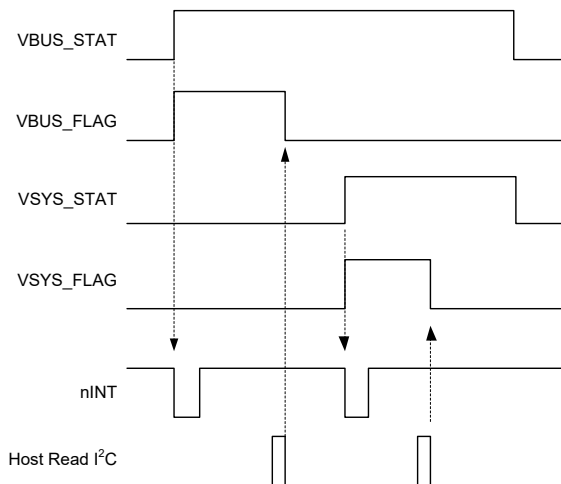 VBUS_STAT
VBUS_FLAG
VSYS_STAT
VSYS_FLAG
nINT
Host Read I²C